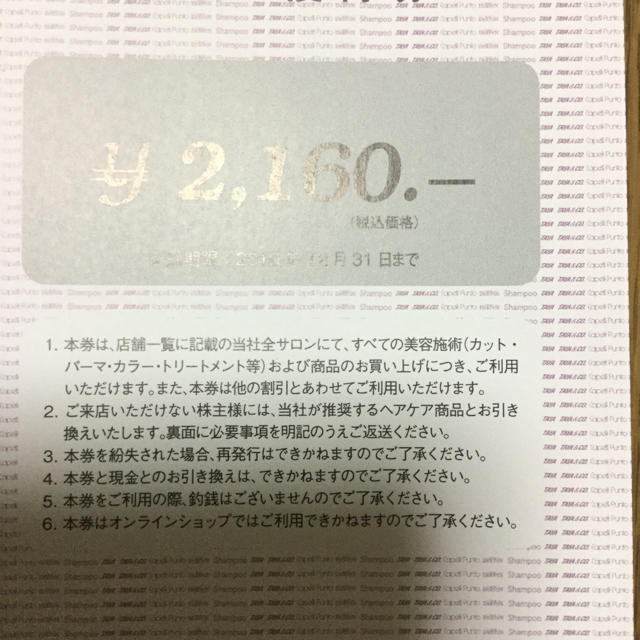 ¥ 2,160.—
(税込価格)
月 31 日まで
1. 本券は、店舗一覧に記載の当社全サロンにて、すべての美容施術(カット・
パーマ・カラー・トリートメント等)および商品のお買い上げにつき、ご利用
いただけます。また、本券は他の割引とあわせてご利用いただけます。
2. ご来店いただけない株主様には、当社が推奨するヘアケア商品とお引き
換えいたします。裏面に必要事項を明記のうえご返送ください。
3. 本券を紛失された場合、再発行はできかねますのでご了承ください。
4. 本券と現金とのお引き換えは、できかねますのでご了承ください。
5. 本券をご利用の際、釣銭はございませんのでご了承ください。
6. 本券はオンラインショップではご利用できかねますのでご了承ください。